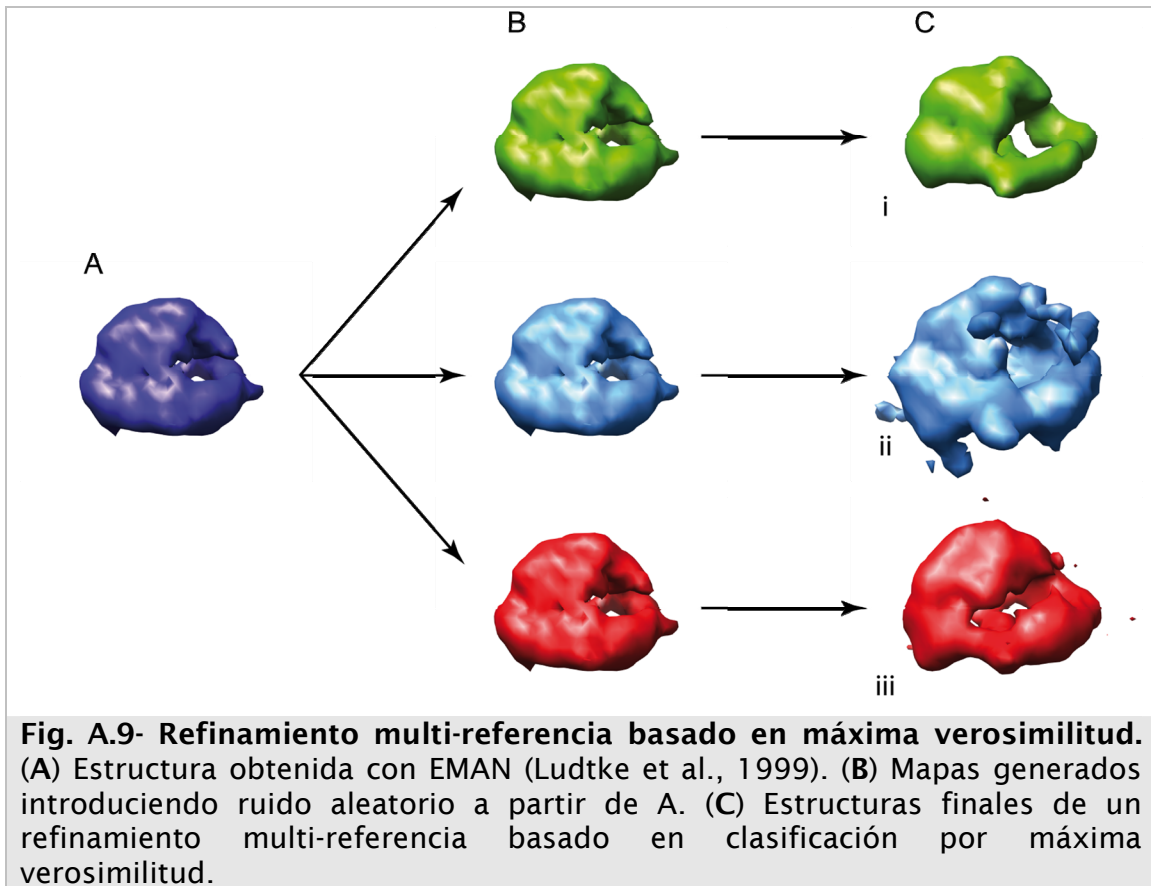 B
C
i
A
ii
iii
Fig. A.9- Refinamiento multi-referencia basado en máxima verosimilitud.
(A) Estructura obtenida con EMAN (Ludtke et al., 1999). (B) Mapas generados
introduciendo ruido aleatorio a partir de A. (C) Estructuras finales de un
refinamiento multi-referencia basado en clasificación por máxima
verosimilitud.